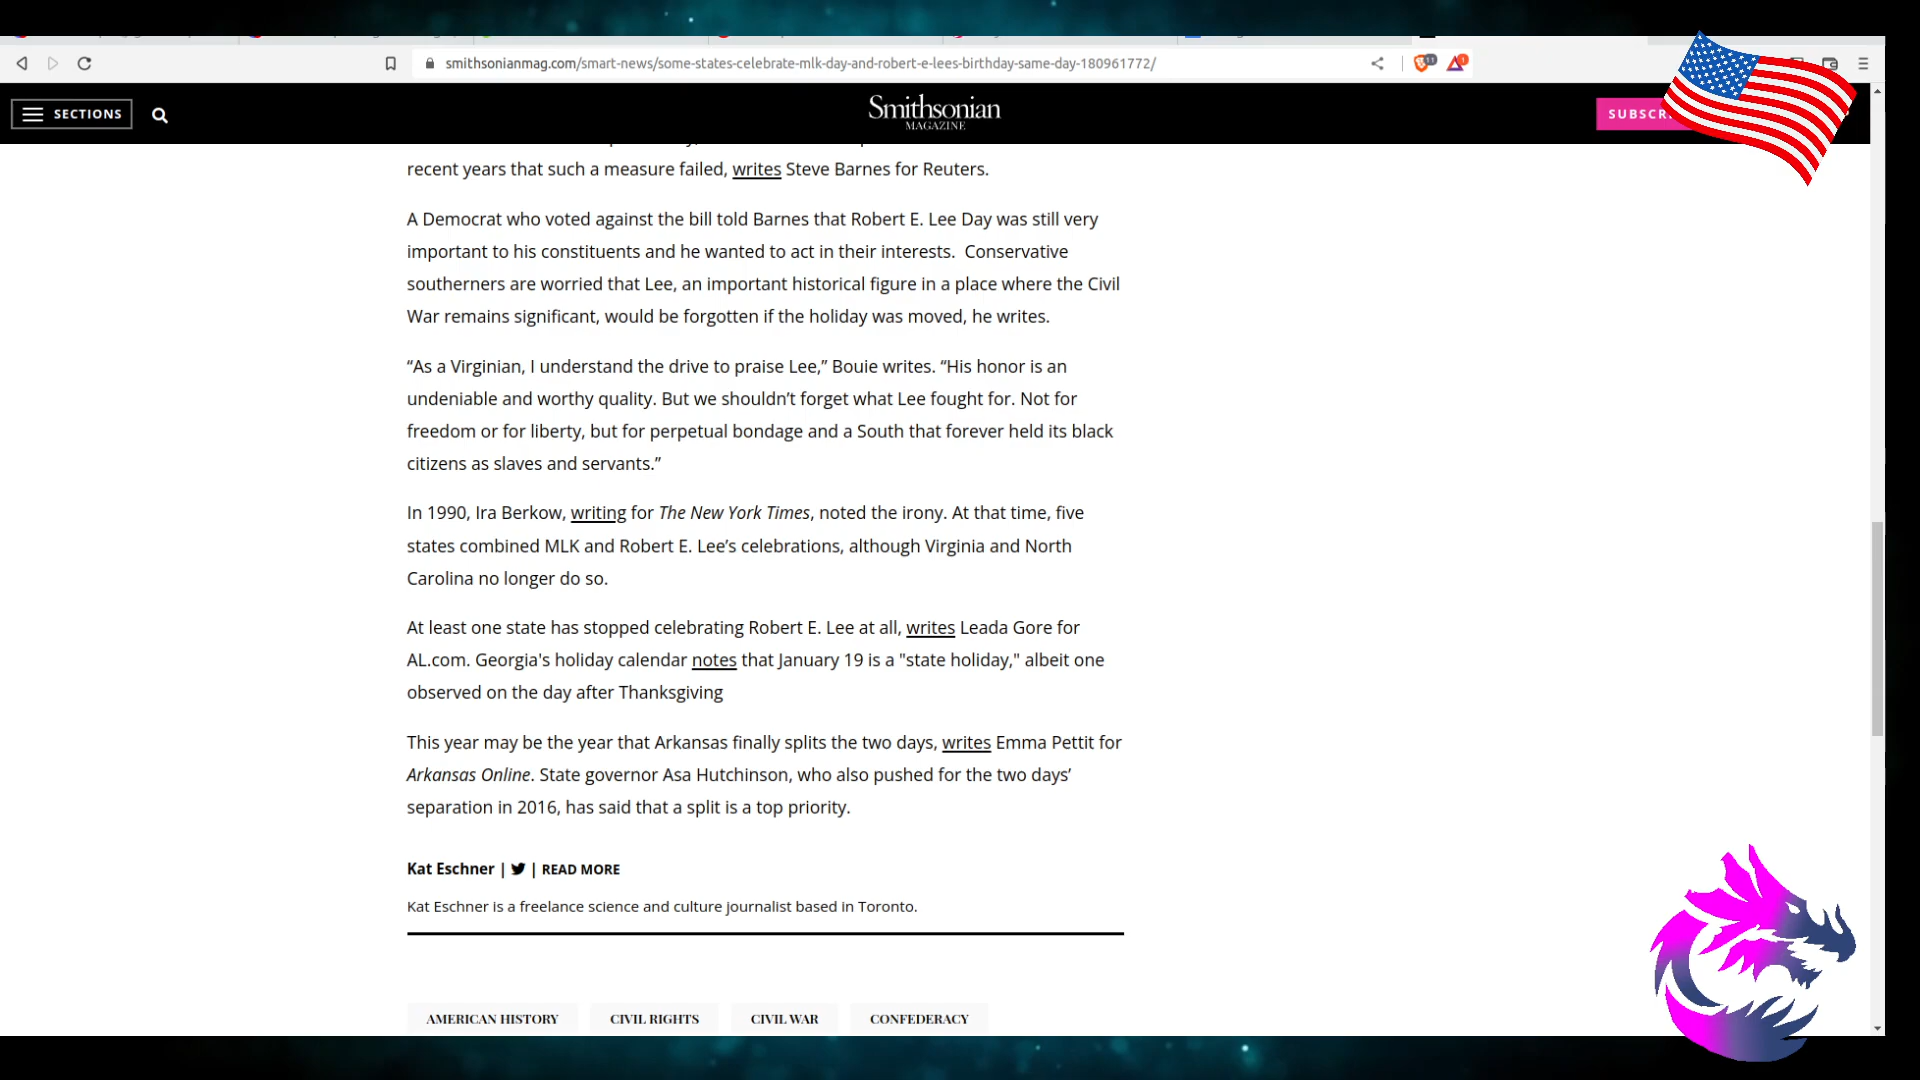 smithsonianmag.com/smart-news/some-states-celebrate-mlk-day-and-robert-e-lees-birthday-same-day-180961772/
11
1
SECTIONS
Smithsonian
MAGAZINE
recent years that such a measure failed, writes Steve Barnes for Reuters.
A Democrat who voted against the bill told Barnes that Robert E. Lee Day was still very
important to his constituents and he wanted to act in their interests.  Conservative
southerners are worried that Lee, an important historical figure in a place where the Civil
War remains significant, would be forgotten if the holiday was moved, he writes.
“As a Virginian, I understand the drive to praise Lee,” Bouie writes. “His honor is an
undeniable and worthy quality. But we shouldn’t forget what Lee fought for. Not for
freedom or for liberty, but for perpetual bondage and a South that forever held its black
citizens as slaves and servants.”
In 1990, Ira Berkow, writing for The New York Times, noted the irony. At that time, five
states combined MLK and Robert E. Lee’s celebrations, although Virginia and North
Carolina no longer do so.
At least one state has stopped celebrating Robert E. Lee at all, writes Leada Gore for
AL.com. Georgia's holiday calendar notes that January 19 is a "state holiday," albeit one
observed on the day after Thanksgiving
This year may be the year that Arkansas finally splits the two days, writes Emma Pettit for
Arkansas Online. State governor Asa Hutchinson, who also pushed for the two days’
separation in 2016, has said that a split is a top priority.
Kat Eschner | | READ MORE
Kat Eschner is a freelance science and culture journalist based in Toronto.
AMERICAN HISTORY CIVIL RIGHTS CIVIL WAR CONFEDERACY